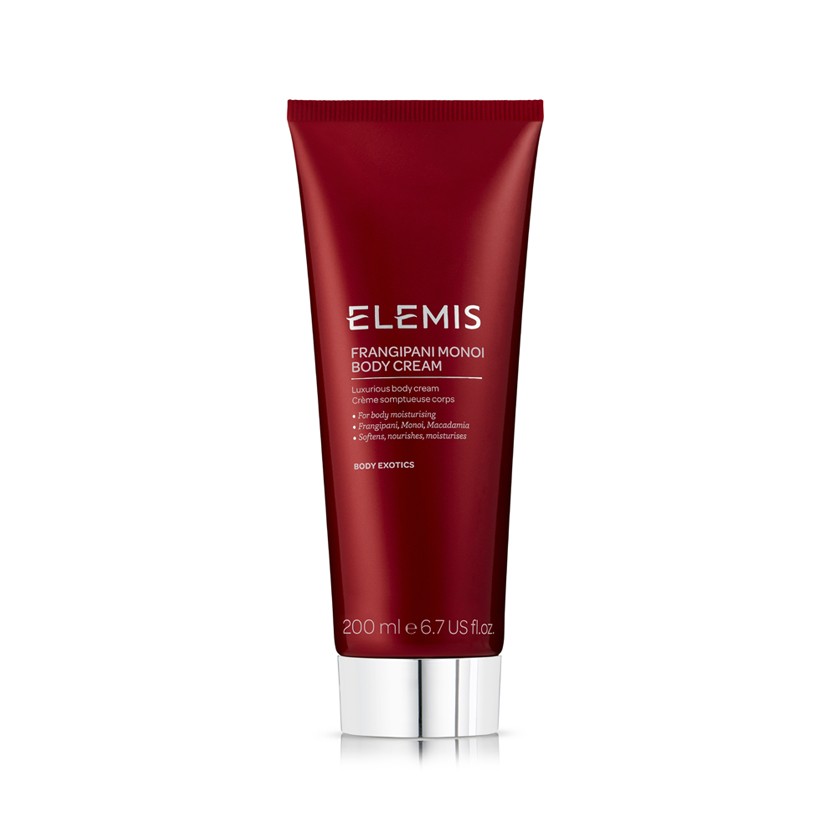 ELEMIS
FRANGIPANI MONOI
BODY CREAM
Luxurious body cream
Crème somptueuse corps
• For body moisturising
• Frangipani, Monoi, Macadamia
• Softens, nourishes, moisturises
BODY EXOTICS
200 ml e 6.7 US fl.oz.